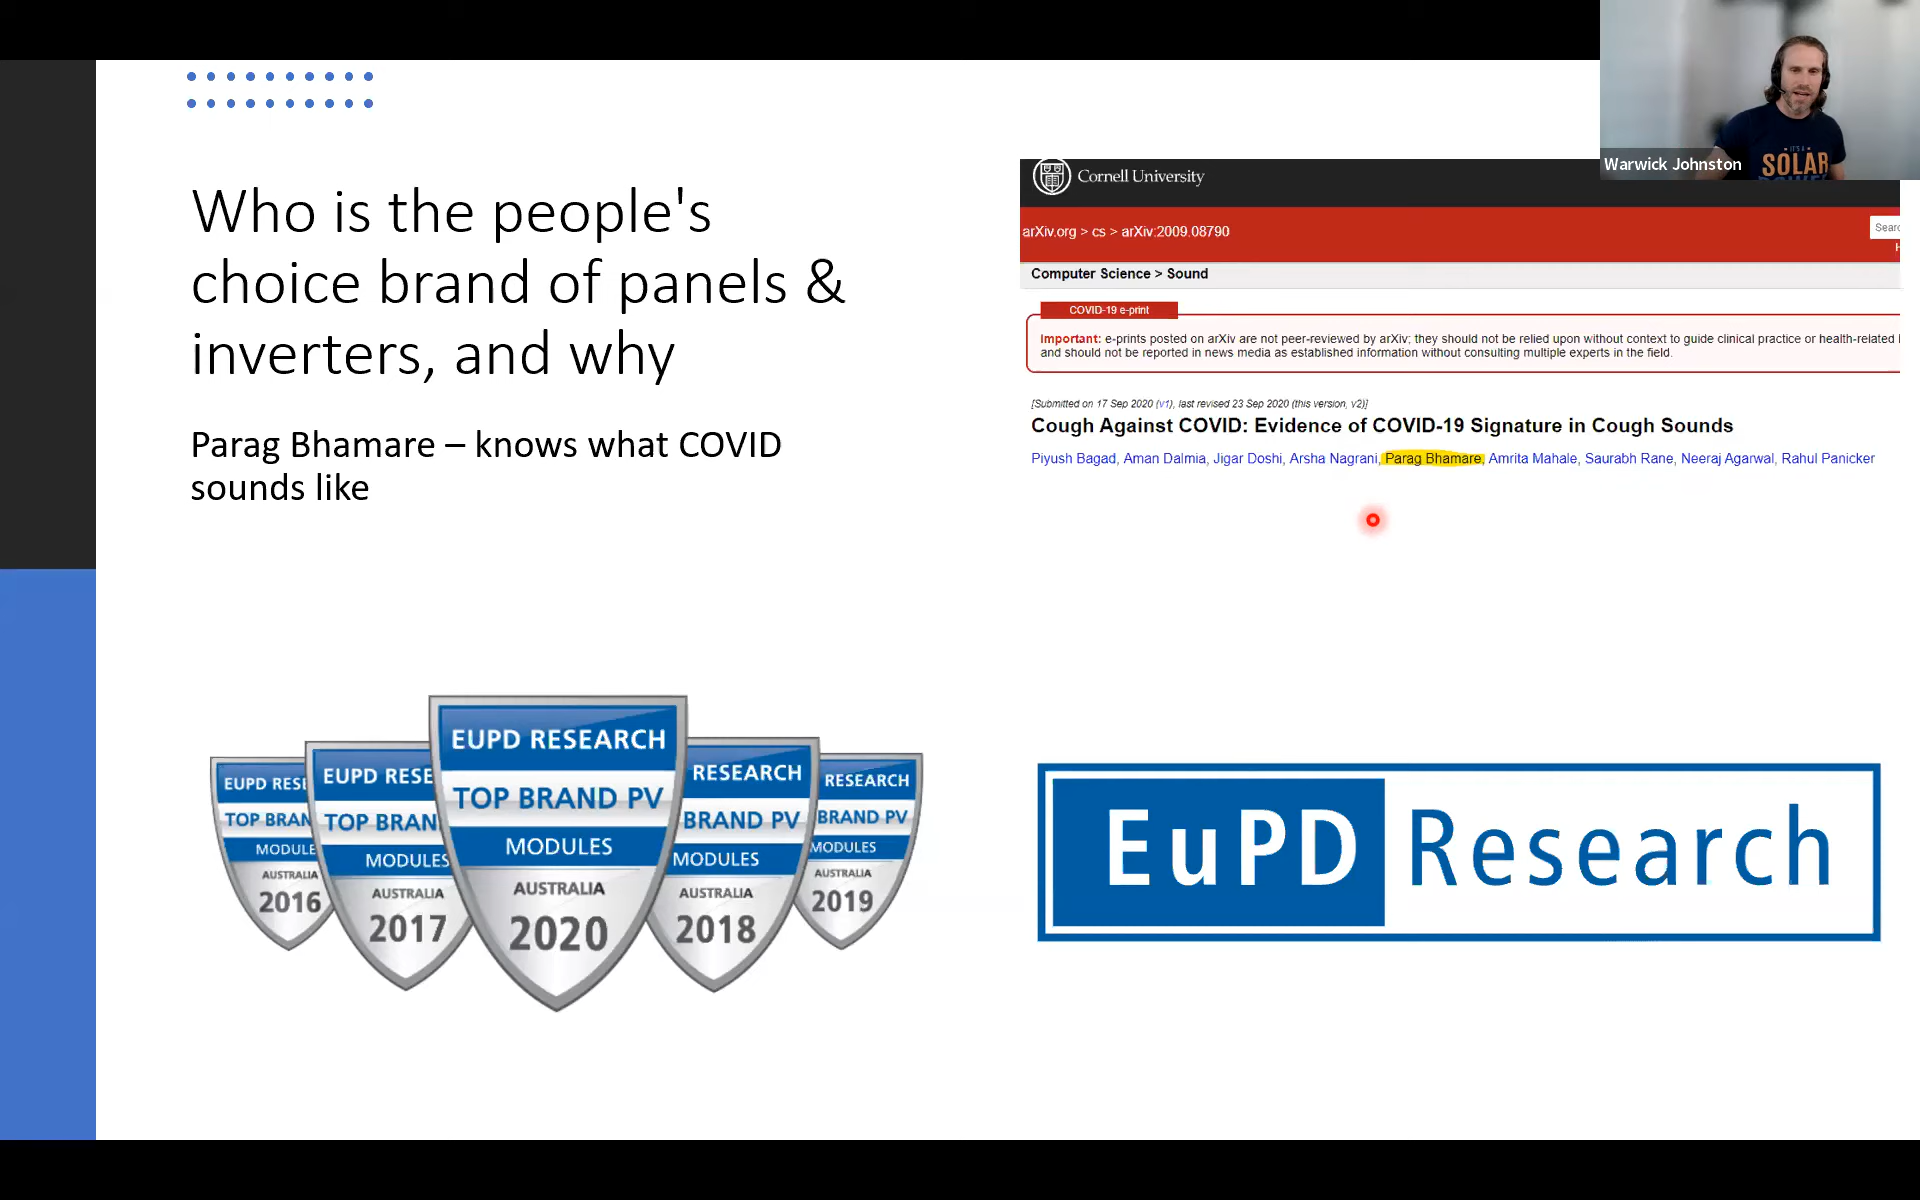 Who is the people's
choice brand of panels &
inverters, and why
Parag Bhamare – knows what COVID
sounds like
Warwick Johnston
IT'S A
SOLAR
Cornell University
arXiv.org > cs > arXiv:2009.08790
Searc
H
Computer Science > Sound
COVID-19 e-print
Important: e-prints posted on arXiv are not peer-reviewed by arXiv; they should not be relied upon without context to guide clinical practice or health-related
and should not be reported in news media as established information without consulting multiple experts in the field.
[Submitted on 17 Sep 2020 (v1), last revised 23 Sep 2020 (this version, v2)]
Cough Against COVID: Evidence of COVID-19 Signature in Cough Sounds
Piyush Bagad, Aman Dalmia, Jigar Doshi, Arsha Nagrani, Parag Bhamare, Amrita Mahale, Saurabh Rane, Neeraj Agarwal, Rahul Panicker
EUPD RESE
TOP BRAN
MODULE
AUSTRALIA
2016
EUPD RESE
TOP BRAN
MODULES
AUSTRALIA
2017
EUPD RESEARCH
TOP BRAND PV
MODULES
AUSTRALIA
2020
RESEARCH
BRAND PV
MODULES
AUSTRALIA
2018
RESEARCH
BRAND PV
MODULES
AUSTRALIA
2019
EuPD Research